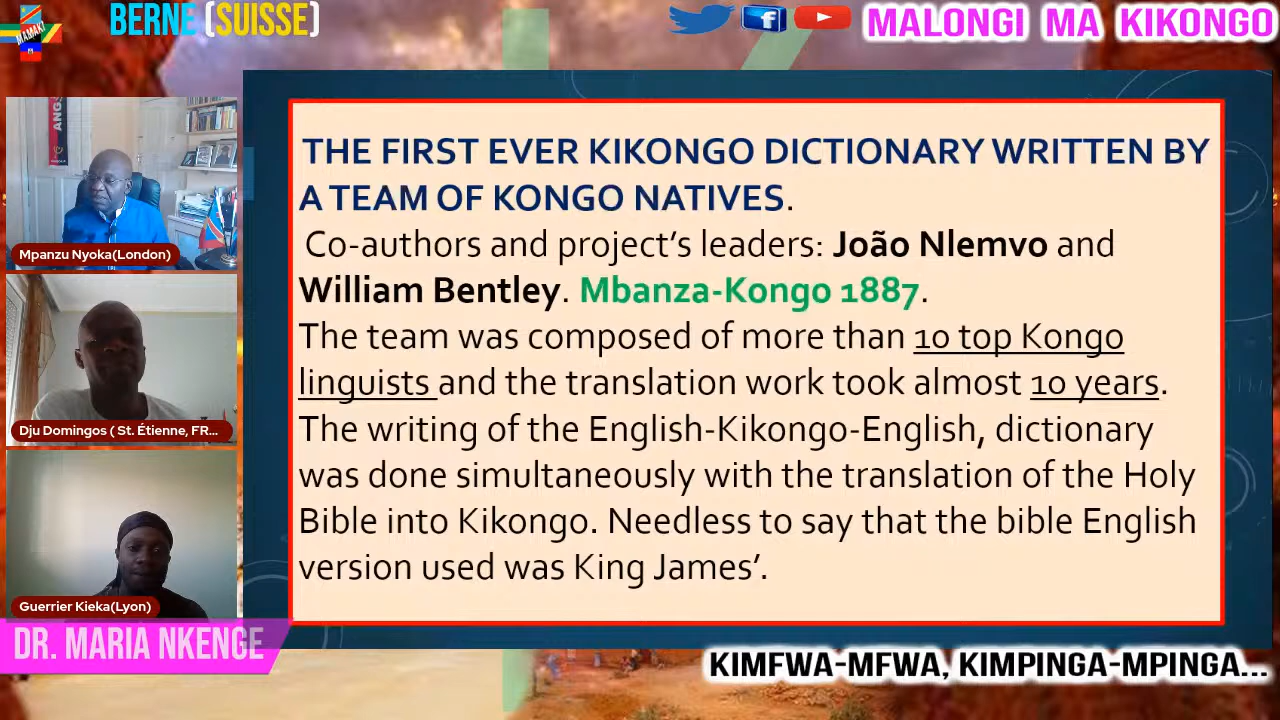 BERNE (SUISSE)
MALONGI MA KIKONGO
MAMAKI
THE FIRST EVER KIKONGO DICTIONARY WRITTEN BY
A TEAM OF KONGO NATIVES.
Co-authors and project's leaders: João Nlemvo and
William Bentley. Mbanza-Kongo 1887.
The team was composed of more than 10 top Kongo
linguists and the translation work took almost 10 years.
The writing of the English-Kikongo-English, dictionary
was done simultaneously with the translation of the Holy
Bible into Kikongo. Needless to say that the bible English
version used was King James'.
Mpanzu Nyoka(London)
Dju Domingos ( St. Étienne, FR...
Guerrier Kieka(Lyon)
DR. MARIA NKENGE
KIMFWA-MFWA, KIMPINGA-MPINGA...